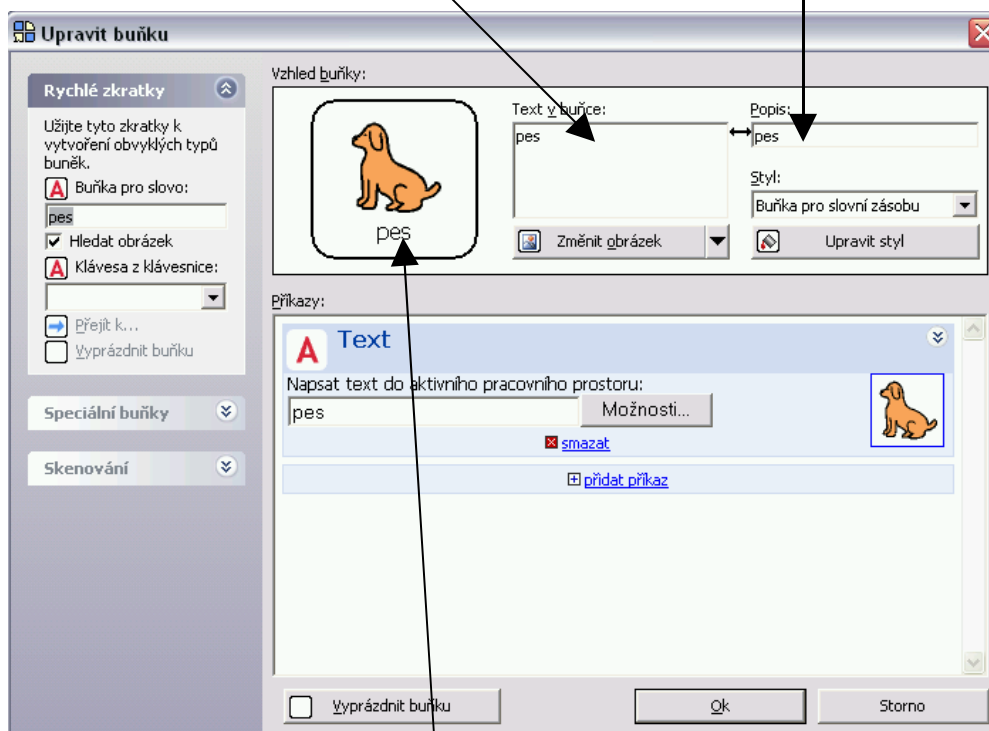 Upravit buňku
Rychlé zkratky
Užijte tyto zkratky k
vytvoření obvyklých typů
buněk.
Buňka pro slovo:
pes
Hledat obrázek
Klávesa z klávesnice:
Přejít k...
Vyprázdnit buňku
Speciální buňky
Skenování
Vzhled buňky:
pes
Text v buňce:
pes
Změnit obrázek
Popis:
pes
Styl:
Buňka pro slovní zásobu
Upravit styl
Příkazy:
A Text
Napsat text do aktivního pracovního prostoru:
pes
Možnosti...
smazat
přidat příkaz
Vyprázdnit buňku
Ok
Storno